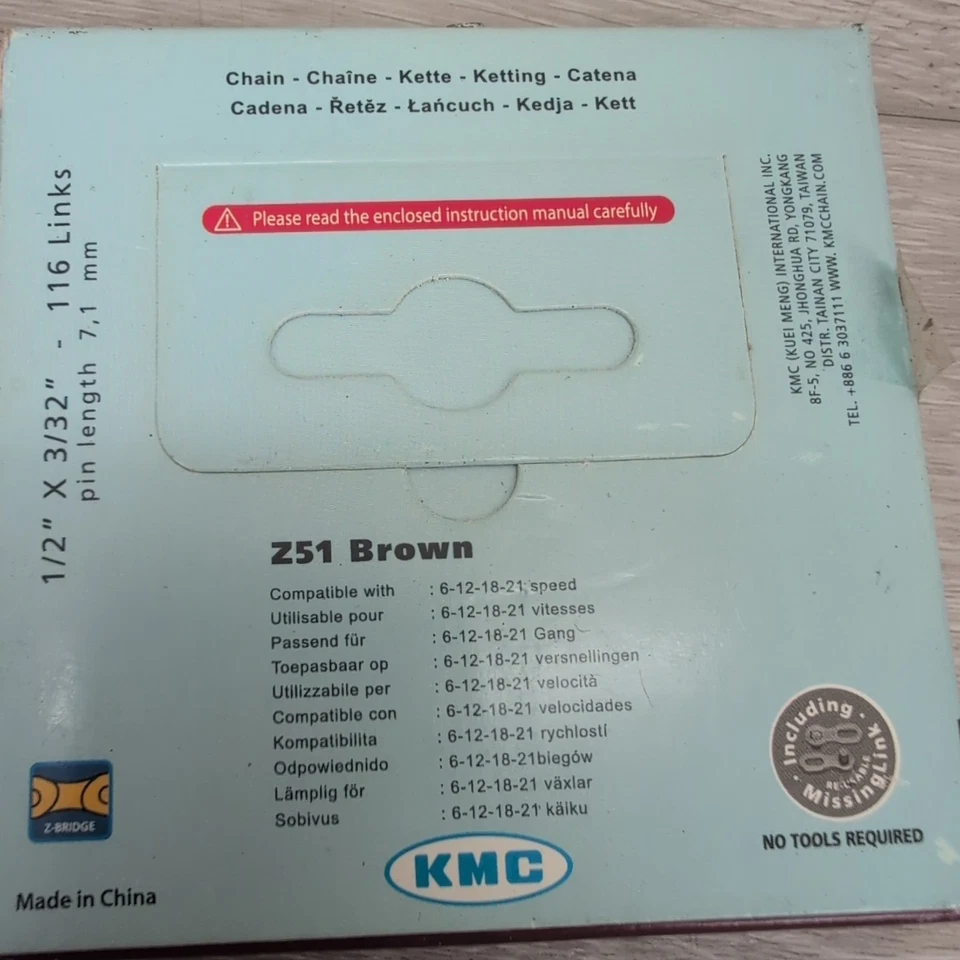 Chain - Chaîne - Kette - Ketting - Catena
Cadena - Řetěz - Łańcuch - Kedja - Kett
1/2" X 3/32" - 116 Links
pin length 7,1 mm
Please read the enclosed instruction manual carefully
KMC (KUEI MENG) INTERNATIONAL INC.
8F-5, NO 425, JHONGHUA RD, YONGKANG
DISTR. TAINAN CITY 71079, TAIWAN
TEL. +886 6 3037111 WWW. KMCCHAIN.COM
Z51 Brown
Compatible with : 6-12-18-21 speed
Utilisable pour : 6-12-18-21 vitesses
Passend für : 6-12-18-21 Gang
Toepasbaar op : 6-12-18-21 versnellingen
Utilizzabile per : 6-12-18-21 velocità
Compatible con : 6-12-18-21 velocidades
Kompatibilita : 6-12-18-21 rychlostí
Odpowiednido : 6-12-18-21biegów
Lämplig för : 6-12-18-21 växlar
Sobivus : 6-12-18-21 käiku
Including
RE-USABLE
MissingLink
NO TOOLS REQUIRED
Z-BRIDGE
KMC
Made in China